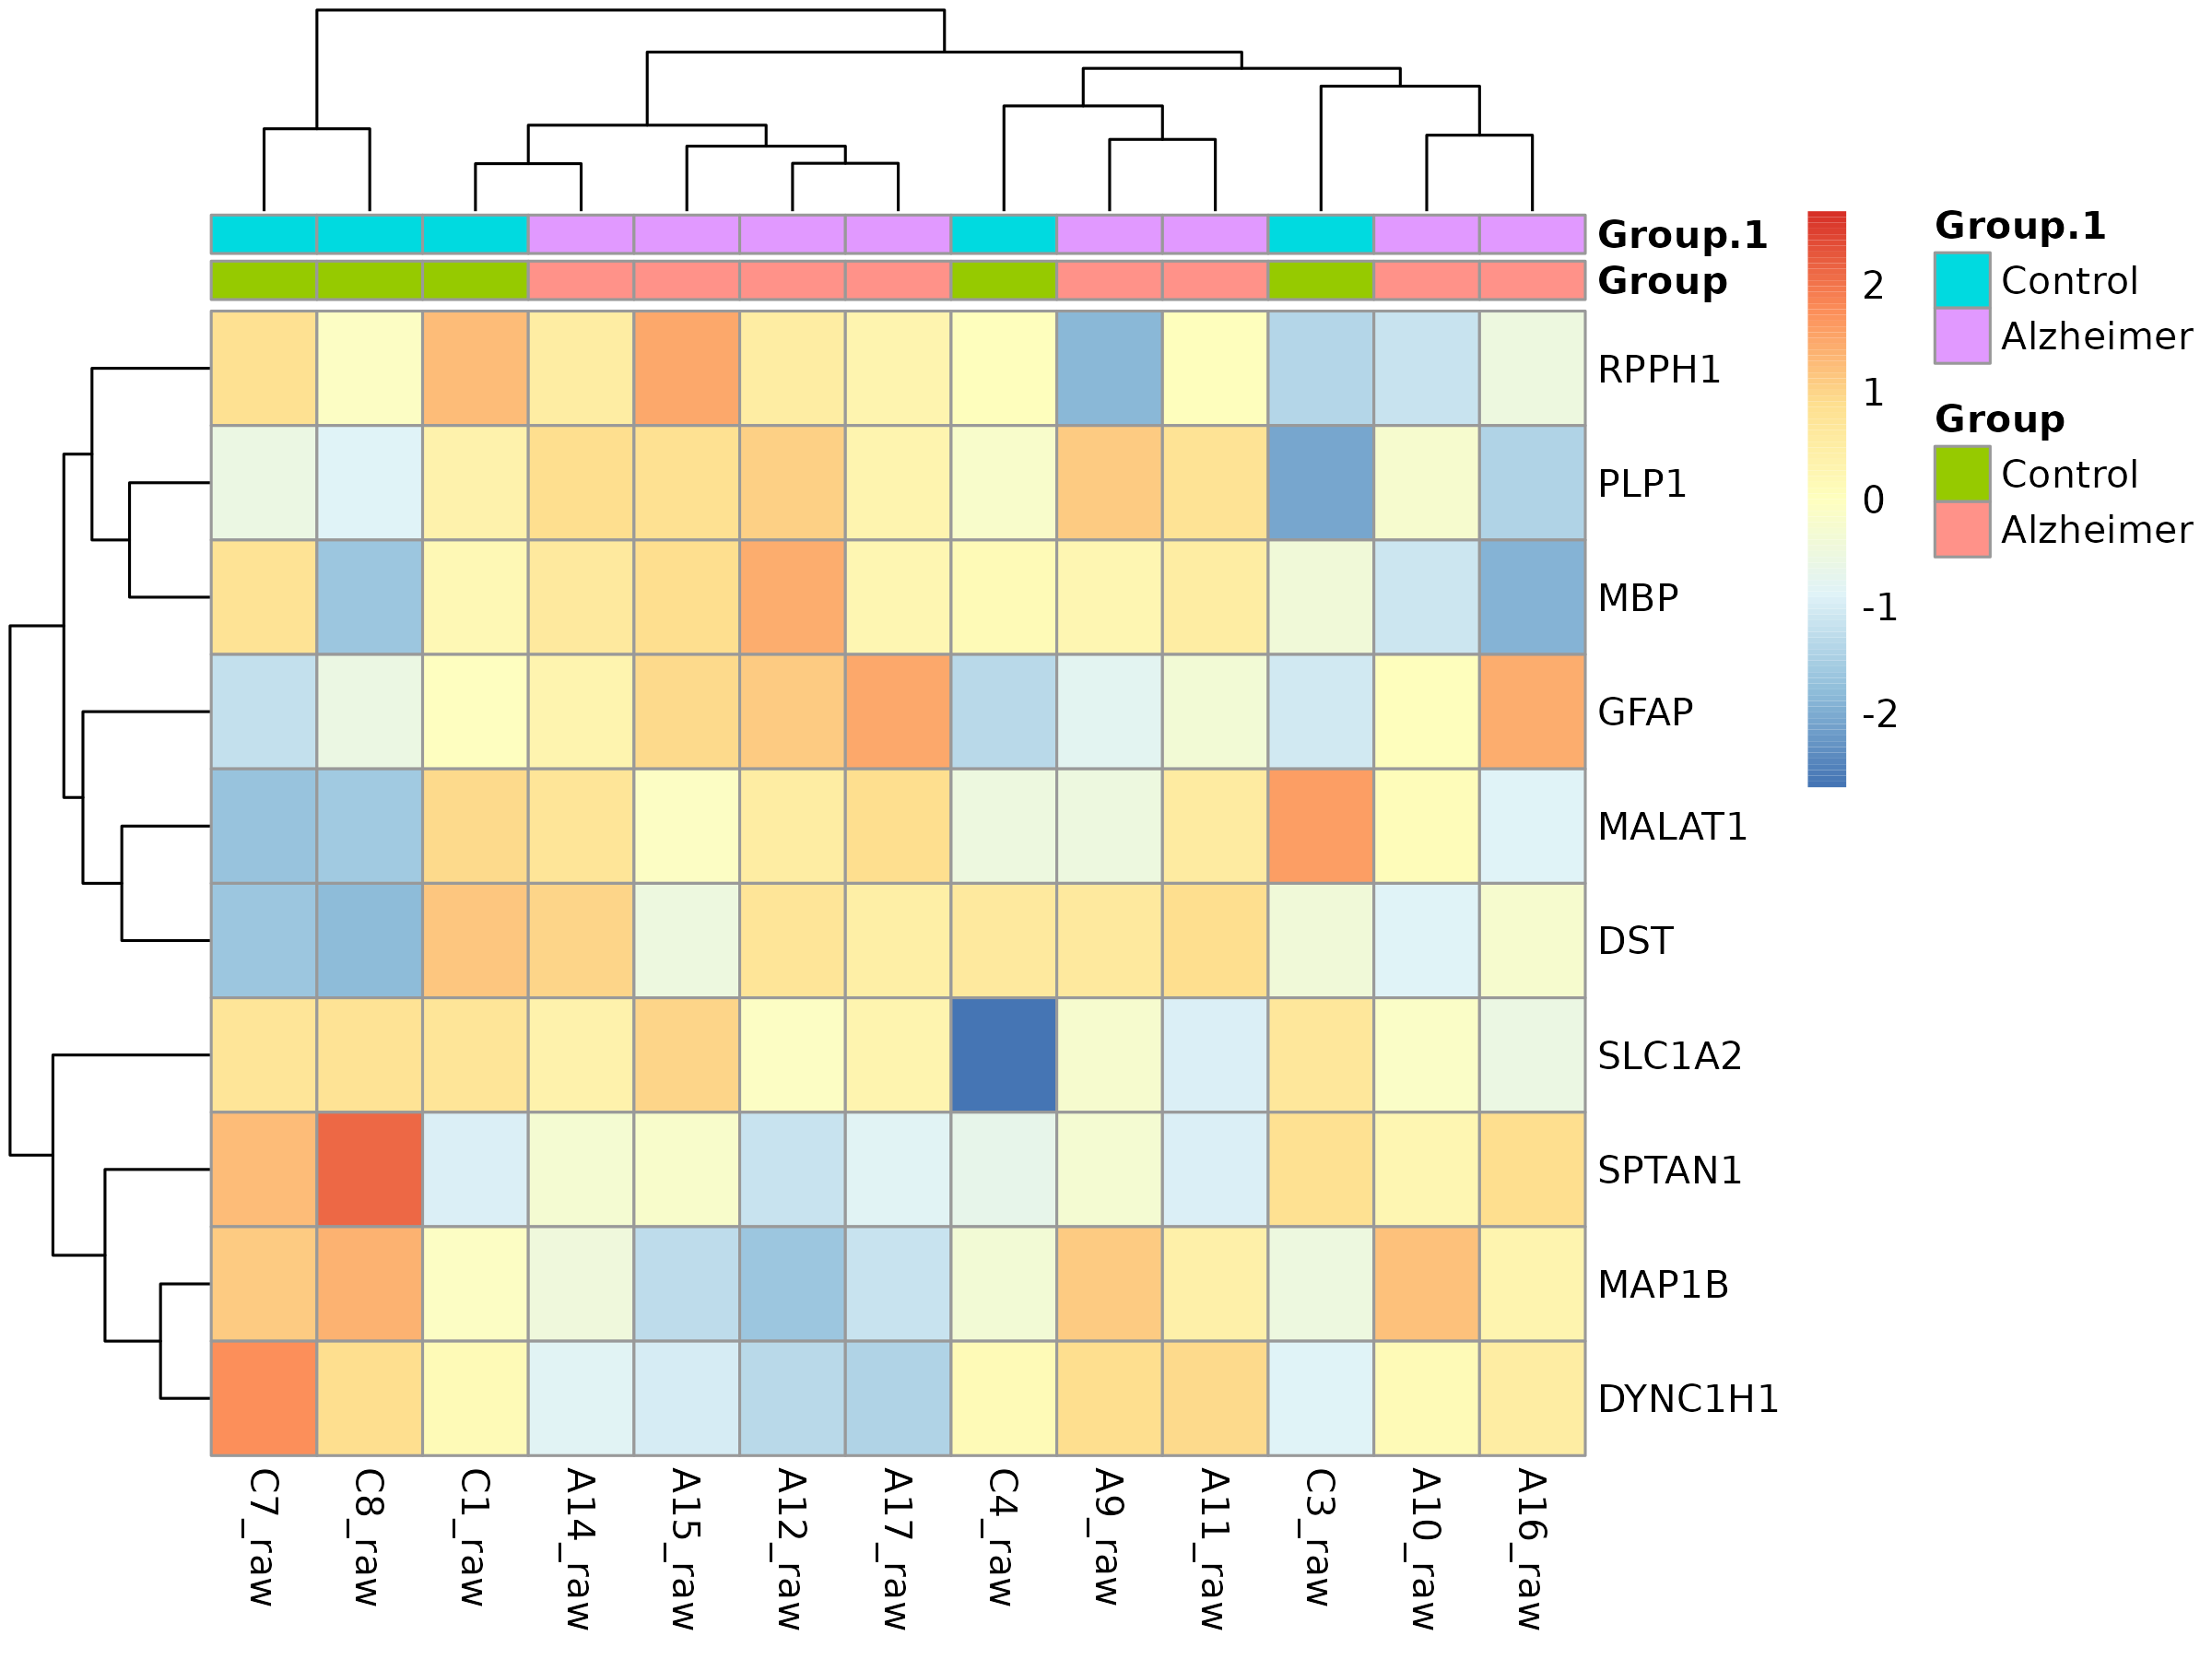 Group.1
Group
RPPH1
PLP1
MBP
GFAP
MALAT1
DST
SLC1A2
SPTAN1
MAP1B
DYNC1H1
C7_raw
C8_raw
C1_raw
A14_raw
A15_raw
A12_raw
A17_raw
C4_raw
A9_raw
A11_raw
C3_raw
A10_raw
A16_raw
2
1
0
-1
-2
Group.1
Control
Alzheimer
Group
Control
Alzheimer